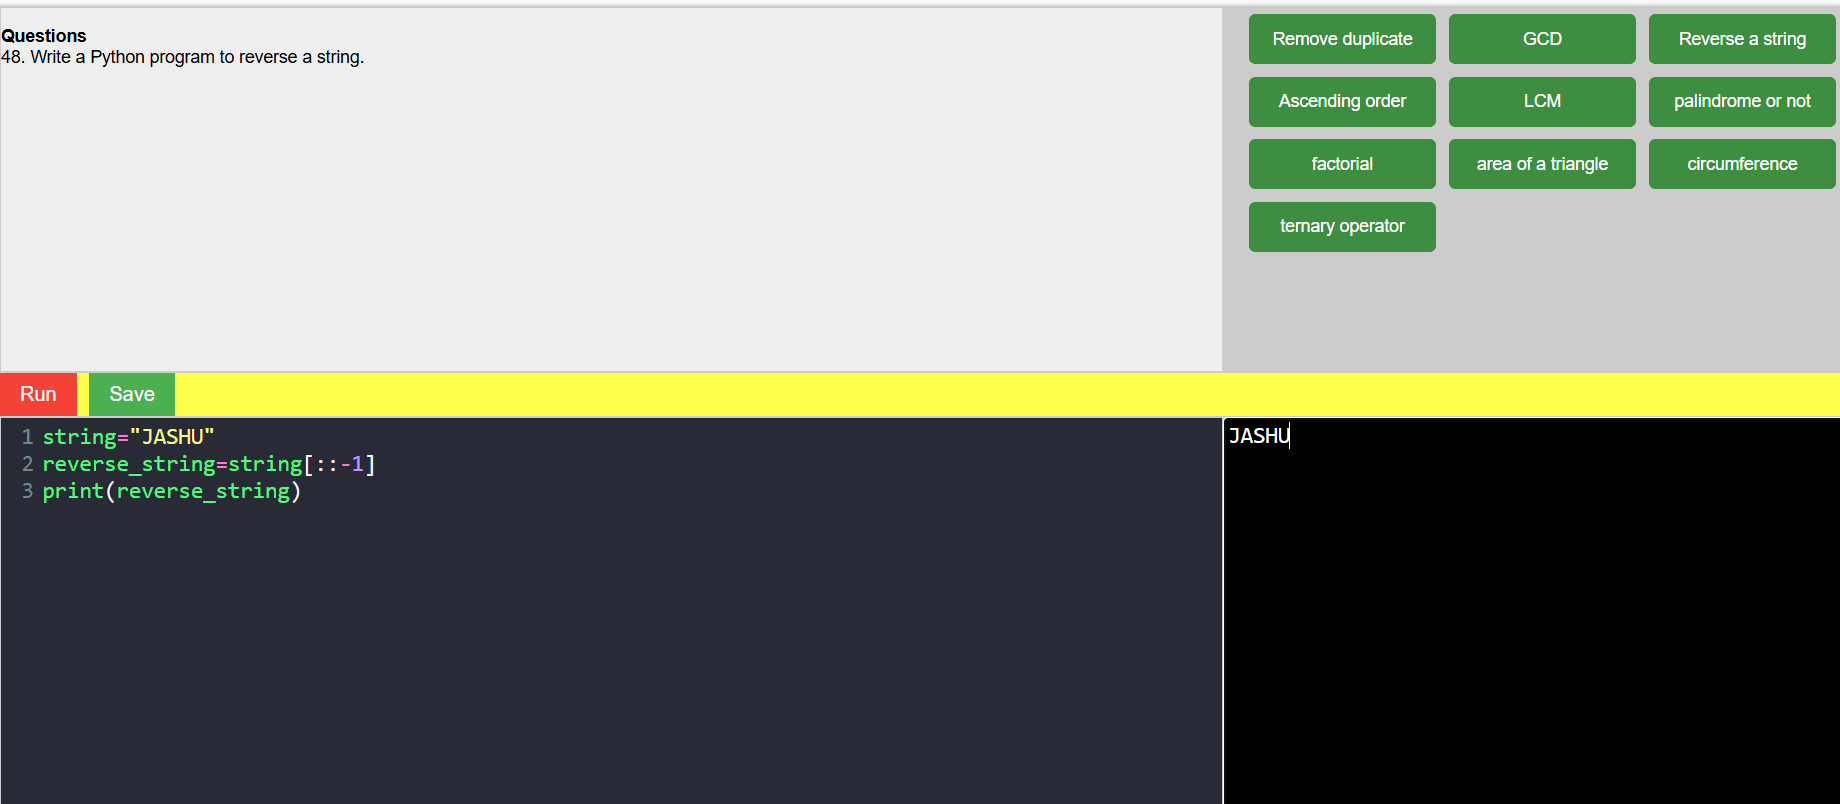 Questions
48. Write a Python program to reverse a string.
Remove duplicate
GCD
Reverse a string
Ascending order
LCM
palindrome or not
factorial
area of a triangle
circumference
ternary operator
Run
Save
1 string="JASHU"
2 reverse_string=string[::-1]
3 print(reverse_string)
JASHU